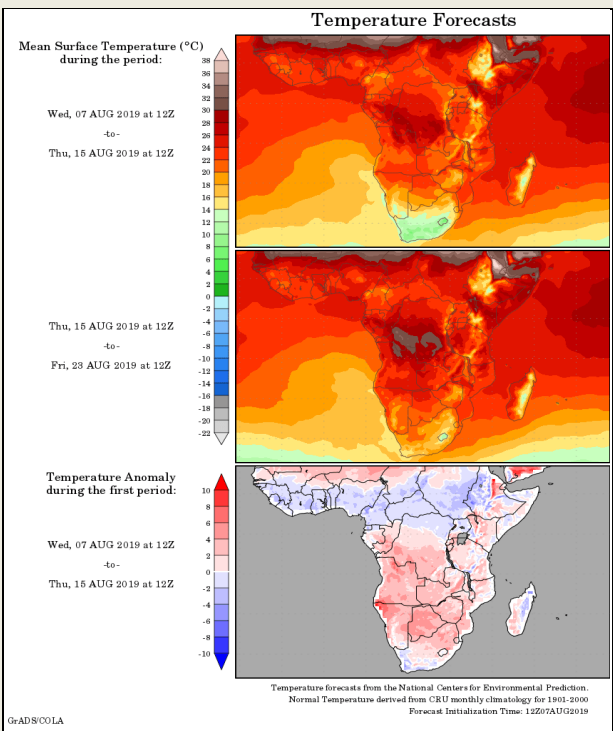 Temperature Forecasts
Mean Surface Temperature (°C)
during the period:
Wed, 07 AUG 2019 at 12Z
-to-
Thu, 15 AUG 2019 at 12Z
38
36
34
32
30
28
26
24
22
20
18
16
14
12
10
8
6
4
2
0
-2
-4
-6
-8
-10
-12
-14
-16
-18
-20
-22
Thu, 15 AUG 2019 at 12Z
-to-
Fri, 23 AUG 2019 at 12Z
Temperature Anomaly
during the first period:
Wed, 07 AUG 2019 at 12Z
-to-
Thu, 15 AUG 2019 at 12Z
10
8
6
4
2
0
-2
-4
-6
-8
-10
Temperature forecasts from the National Centers for Environmental Prediction.
Normal Temperature derived from CRU monthly climatology for 1901-2000
Forecast Initialization Time: 12Z07AUG2019
GrADS/COLA